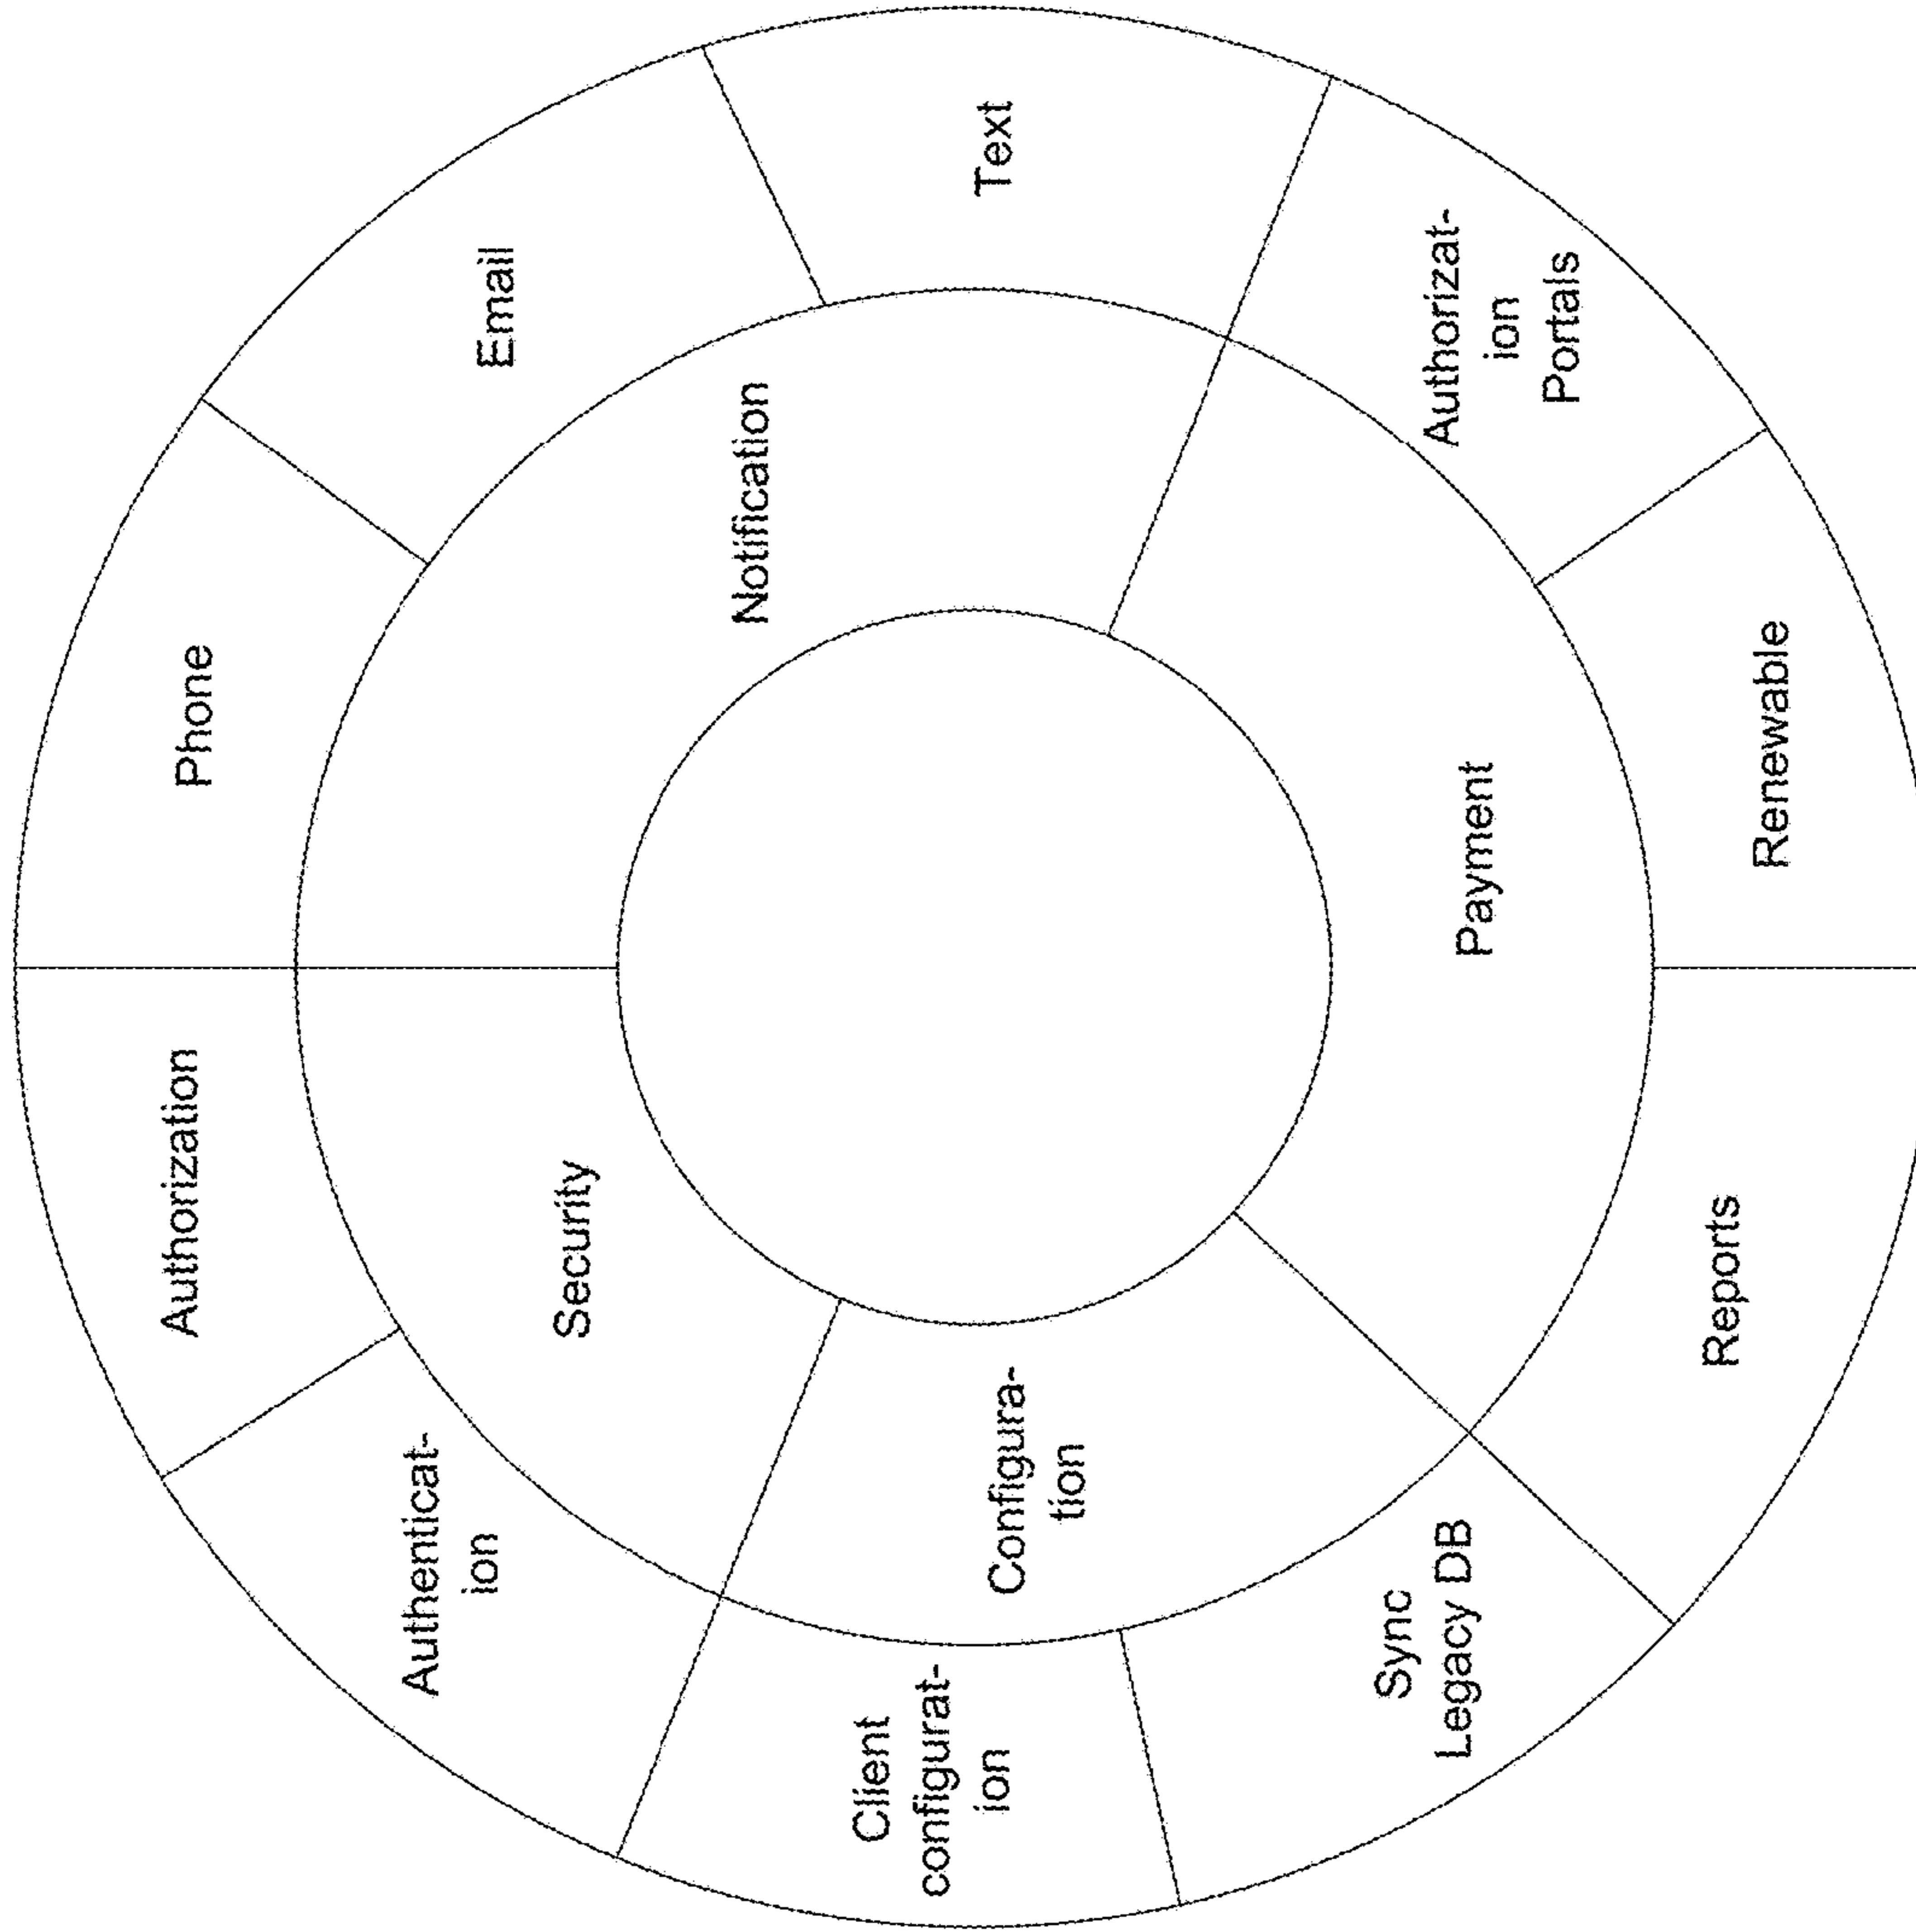 Authorization
Phone
Authenticat-
ion
Email
Security
Notification
Client
configurat-
ion
Configura-
tion
Text
Sync
Legacy DB
Payment
Authorizat-
ion
Portals
Reports
Renewable